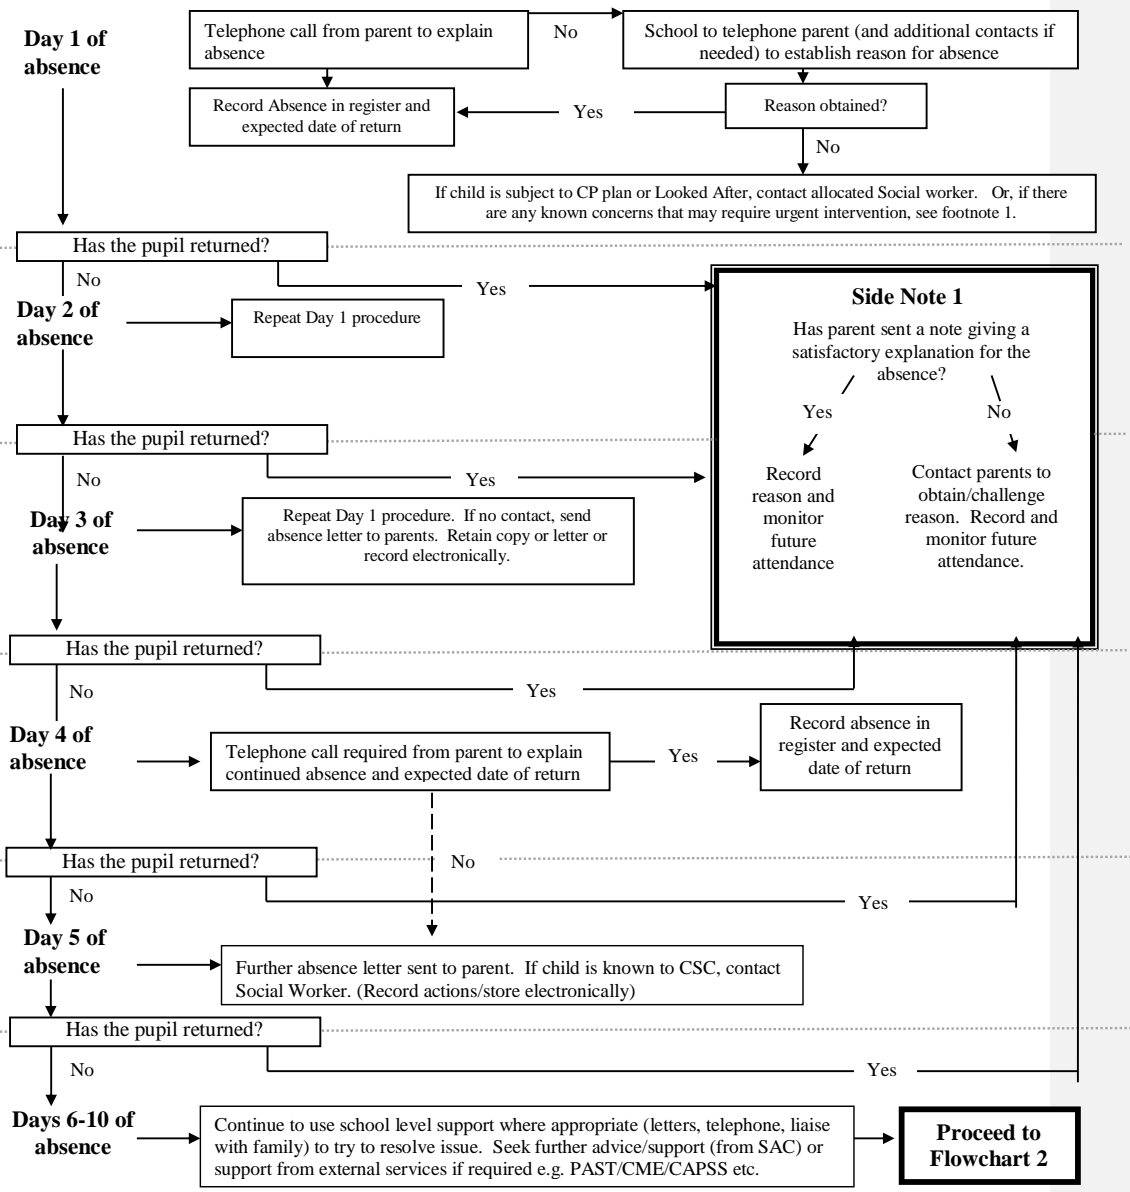 Day 1 of
absence
Telephone call from parent to explain
absence
No
School to telephone parent (and additional contacts if
needed) to establish reason for absence
Record Absence in register and
expected date of return
Yes
Reason obtained?
No
If child is subject to CP plan or Looked After, contact allocated Social worker. Or, if there
are any known concerns that may require urgent intervention, see footnote 1.
Has the pupil returned?
No
Yes
Day 2 of
absence
Repeat Day 1 procedure
Side Note 1
Has parent sent a note giving a
satisfactory explanation for the
absence?
Yes
No
Record
reason and
monitor
future
attendance
Contact parents to
obtain/challenge
reason. Record and
monitor future
attendance.
Has the pupil returned?
No
Yes
Day 3 of
absence
Repeat Day 1 procedure. If no contact, send
absence letter to parents. Retain copy or letter or
record electronically.
Has the pupil returned?
No
Yes
Day 4 of
absence
Telephone call required from parent to explain
continued absence and expected date of return
Yes
Record absence in
register and expected
date of return
No
Has the pupil returned?
No
Yes
Day 5 of
absence
Further absence letter sent to parent. If child is known to CSC, contact
Social Worker. (Record actions/store electronically)
Has the pupil returned?
No
Yes
Days 6-10 of
absence
Continue to use school level support where appropriate (letters, telephone, liaise
with family) to try to resolve issue. Seek further advice/support (from SAC) or
support from external services if required e.g. PAST/CME/CAPSS etc.
Proceed to
Flowchart 2